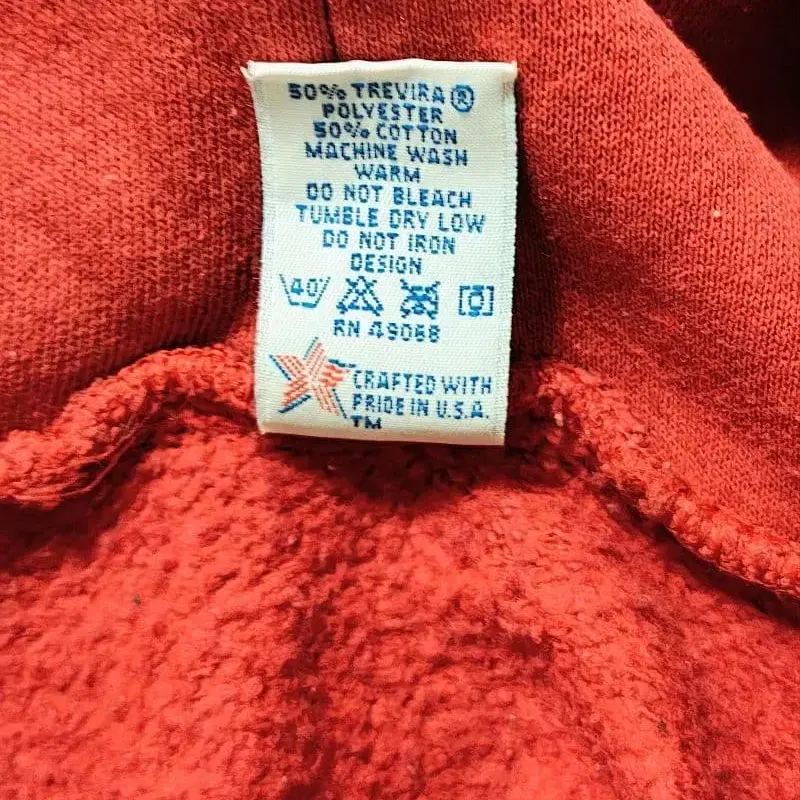 50% TREVIRA®
POLYESTER
50% COTTON
MACHINE WASH
WARM
DO NOT BLEACH
TUMBLE DRY LOW
DO NOT IRON
DESIGN
40
RN 49068
CRAFTED WITH
PRIDE IN U.S.A.
TM